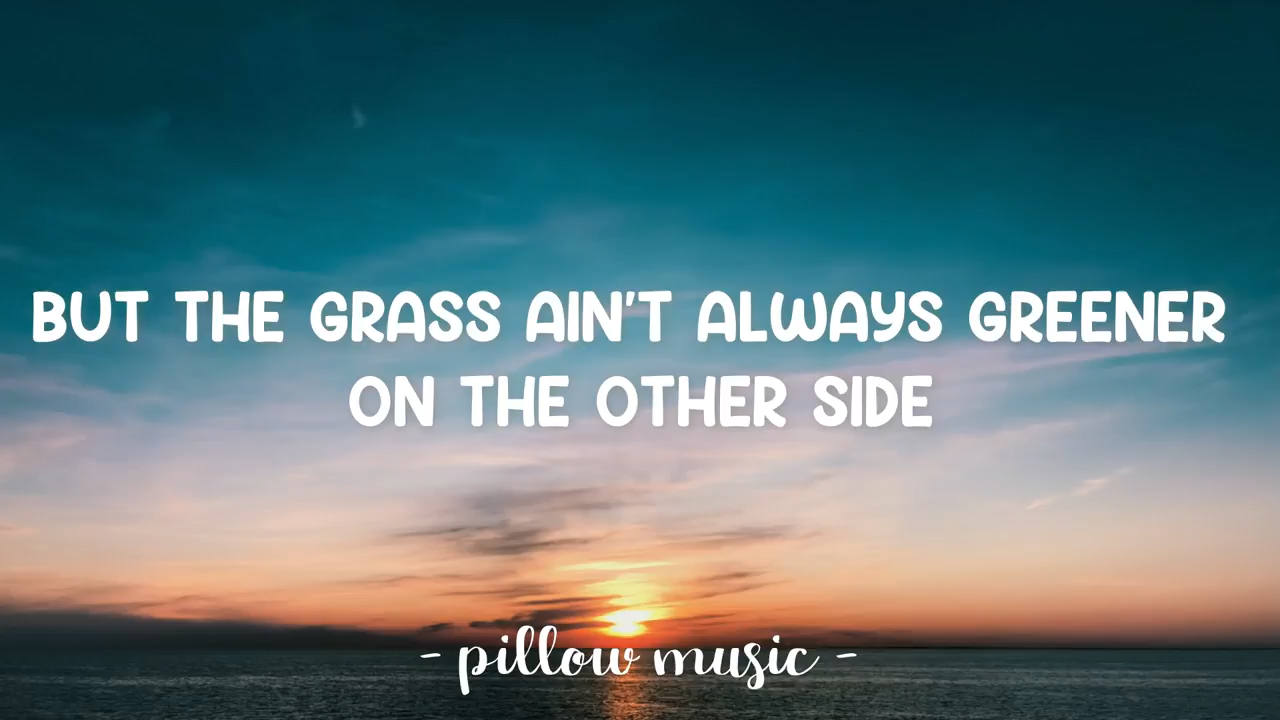 BUT THE GRASS AIN'T ALWAYS GREENER
ON THE OTHER SIDE
- pillow music -